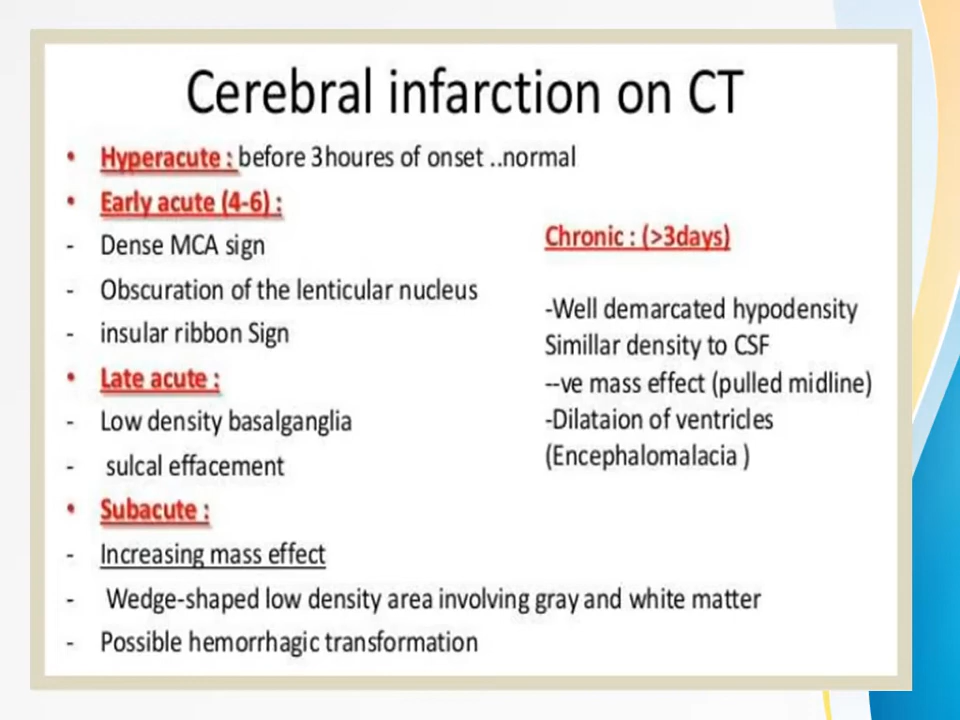 Cerebral infarction on CT
• Hyperacute : before 3houres of onset ..normal
• Early acute (4-6) :
- Dense MCA sign
- Obscuration of the lenticular nucleus
- insular ribbon Sign
• Late acute :
- Low density basalganglia
- sulcal effacement
• Subacute :
- Increasing mass effect
- Wedge-shaped low density area involving gray and white matter
- Possible hemorrhagic transformation
Chronic : (>3days)
-Well demarcated hypodensity
Simillar density to CSF
--ve mass effect (pulled midline)
-Dilataion of ventricles
(Encephalomalacia )